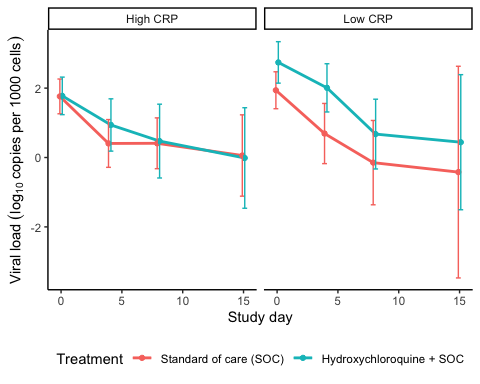 High CRP
Low CRP
Viral load (log10 copies per 1000 cells)
2
0
-2
0
5
10
15
0
5
10
15
Study day
Treatment
Standard of care (SOC)
Hydroxychloroquine + SOC